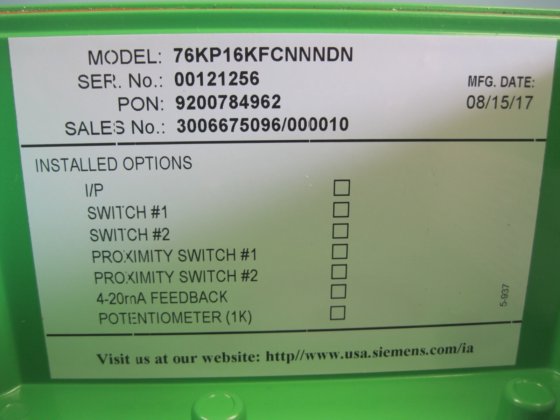 MODEL: 76KP16KFCNNNDN
SER. No.: 00121256
MFG. DATE:
PON: 9200784962
08/15/17
SALES No.: 3006675096/000010
INSTALLED OPTIONS
I/P
SWITCH #1
SWITCH #2
PROXIMITY SWITCH #1
PROXIMITY SWITCH #2
4-20mA FEEDBACK
POTENTIOMETER (1K)
5-937
Visit us at our website: http//www.usa.siemens.com/ia